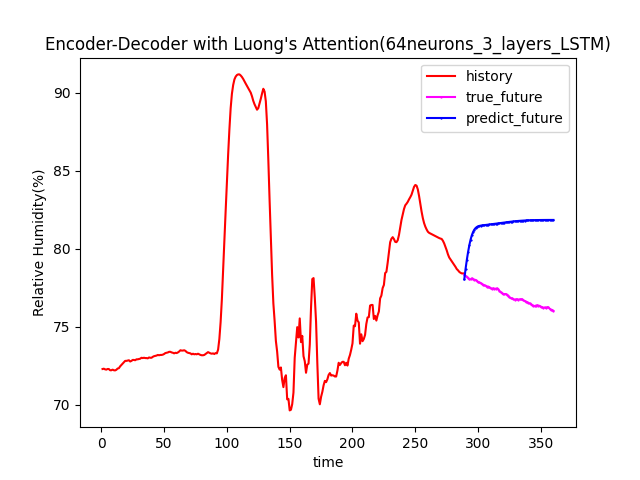 Encoder-Decoder with Luong's Attention(64neurons_3_layers_LSTM)
history
true_future
predict_future
Relative Humidity(%)
90
85
80
75
70
0 50 100 150 200 250 300 350
time